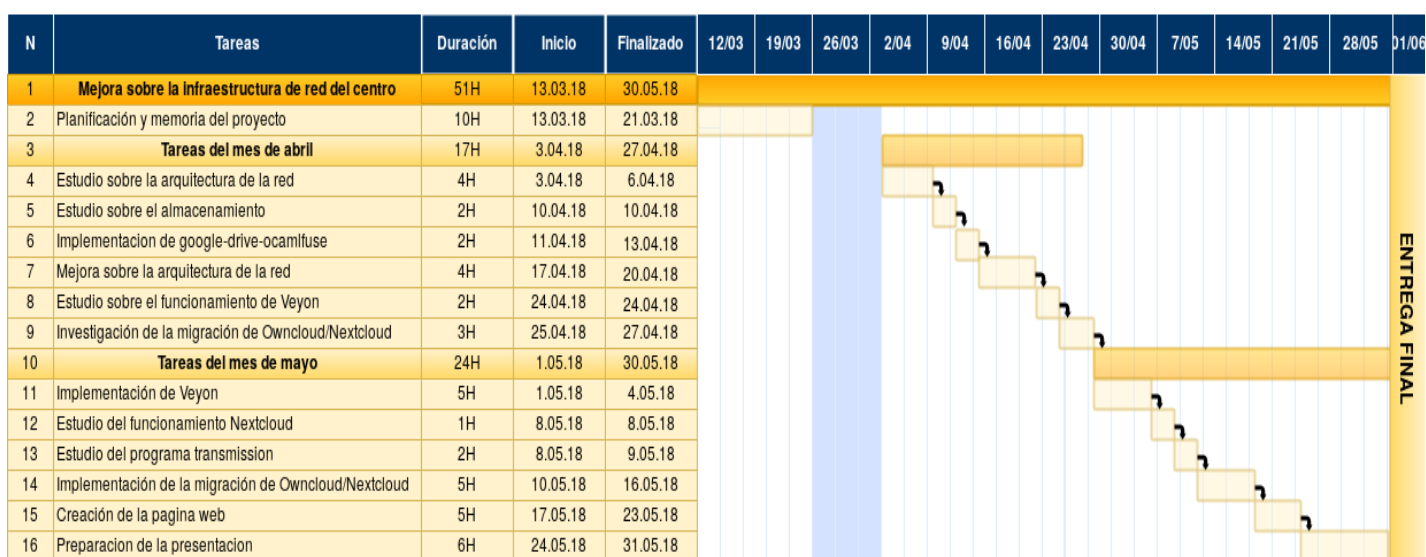 N Tareas Duración Inicio Finalizado 12/03 19/03 26/03 2/04 9/04 16/04 23/04 30/04 7/05 14/05 21/05 28/05 01/06
1 Mejora sobre la infraestructura de red del centro 51H 13.03.18 30.05.18
2 Planificación y memoria del proyecto 10H 13.03.18 21.03.18
3 Tareas del mes de abril 17H 3.04.18 27.04.18
4 Estudio sobre la arquitectura de la red 4H 3.04.18 6.04.18
5 Estudio sobre el almacenamiento 2H 10.04.18 10.04.18
6 Implementacion de google-drive-ocamlfuse 2H 11.04.18 13.04.18
7 Mejora sobre la arquitectura de la red 4H 17.04.18 20.04.18
8 Estudio sobre el funcionamiento de Veyon 2H 24.04.18 24.04.18
9 Investigación de la migración de Owncloud/Nextcloud 3H 25.04.18 27.04.18
10 Tareas del mes de mayo 24H 1.05.18 30.05.18
11 Implementación de Veyon 5H 1.05.18 4.05.18
12 Estudio del funcionamiento Nextcloud 1H 8.05.18 8.05.18
13 Estudio del programa transmission 2H 8.05.18 9.05.18
14 Implementación de la migración de Owncloud/Nextcloud 5H 10.05.18 16.05.18
15 Creación de la pagina web 5H 17.05.18 23.05.18
16 Preparacion de la presentacion 6H 24.05.18 31.05.18
ENTREGA FINAL